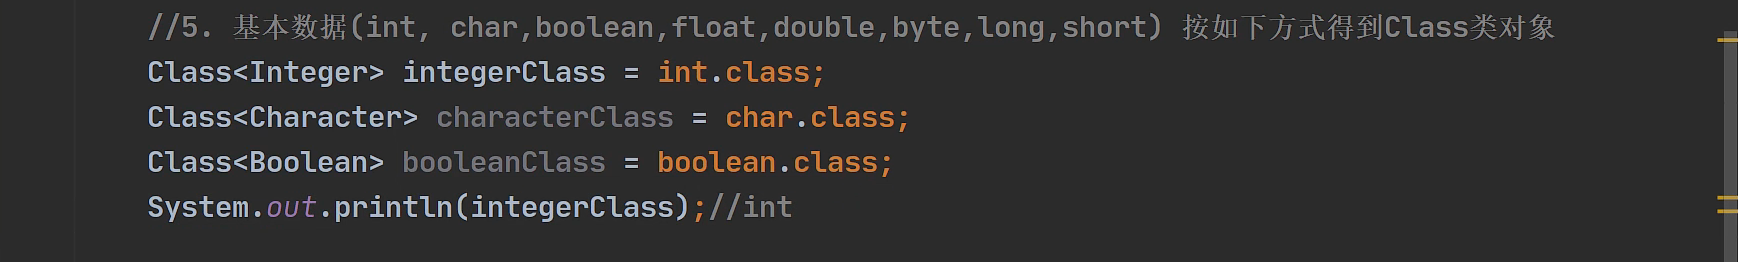 //5. 基本数据(int, char,boolean,float,double,byte,long,short) 按如下方式得到Class类对象
Class<Integer> integerClass = int.class;
Class<Character> characterClass = char.class;
Class<Boolean> booleanClass = boolean.class;
System.out.println(integerClass);//int